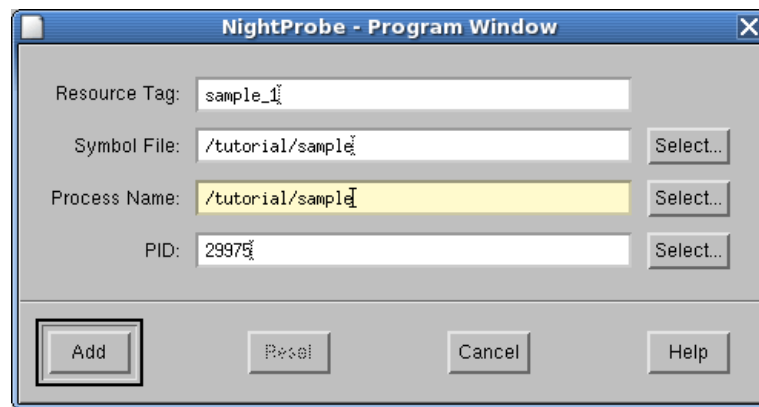 NightProbe - Program Window
Resource Tag: sample_1
Symbol File: /tutorial/sample Select...
Process Name: /tutorial/sample Select...
PID: 29975 Select...
Add Reset Cancel Help